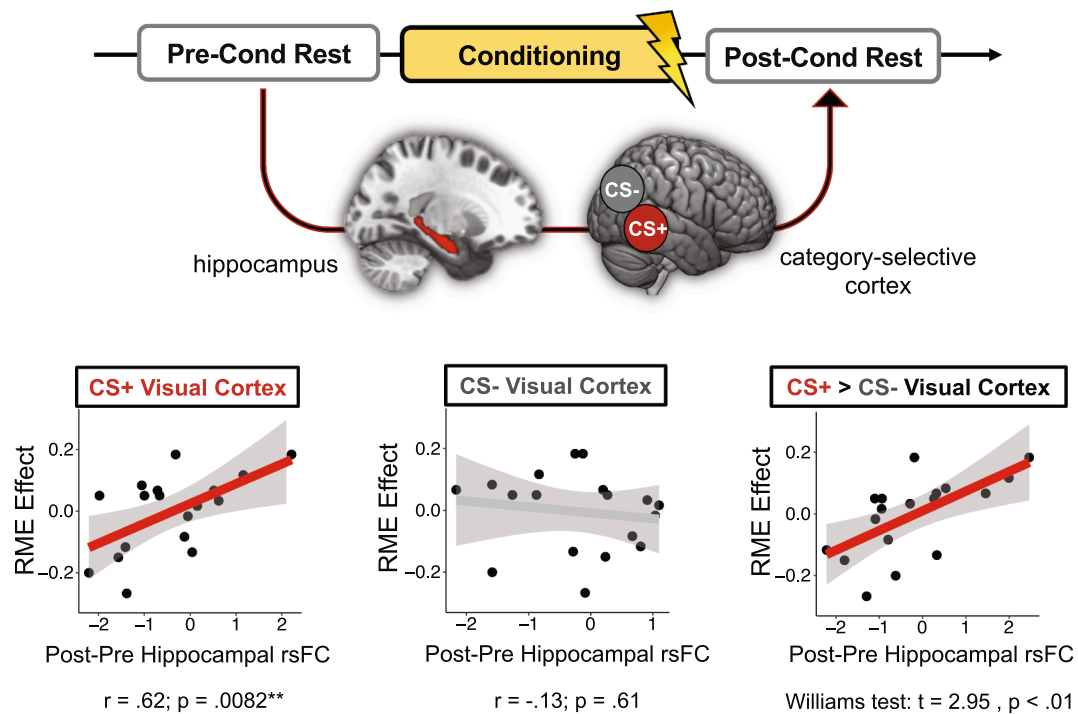 Pre-Cond Rest
Conditioning
Post-Cond Rest
CS-
CS+
hippocampus
category-selective
cortex
CS+ Visual Cortex
RME Effect
0.2
0.0
−0.2
−2 −1 0 1 2
Post-Pre Hippocampal rsFC
r = .62; p = .0082**
CS- Visual Cortex
RME Effect
0.2
0.0
−0.2
−2 −1 0 1
Post-Pre Hippocampal rsFC
r = -.13; p = .61
CS+ > CS- Visual Cortex
RME Effect
0.2
0.0
−0.2
−2 −1 0 1 2
Post-Pre Hippocampal rsFC
Williams test: t = 2.95 , p < .01